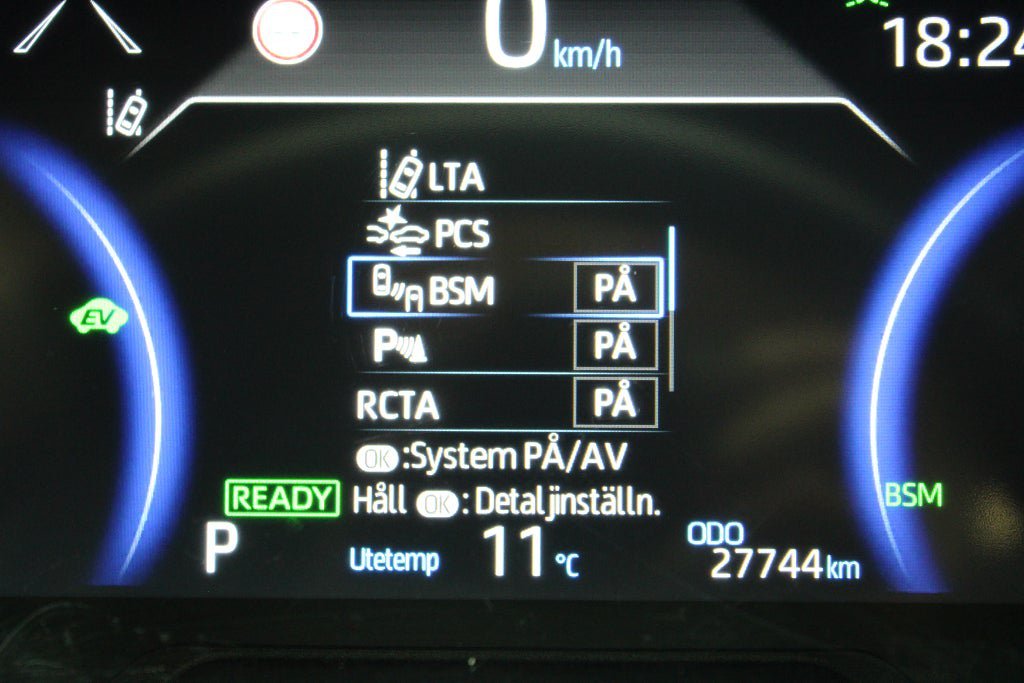 0 km/h
18:24
LTA
PCS
BSM PÅ
P PÅ
RCTA PÅ
OK :System PÅ/AV
READY Håll OK : Detaljinställn.
EV
BSM
P Utetemp 11 °C
ODO
27744 km